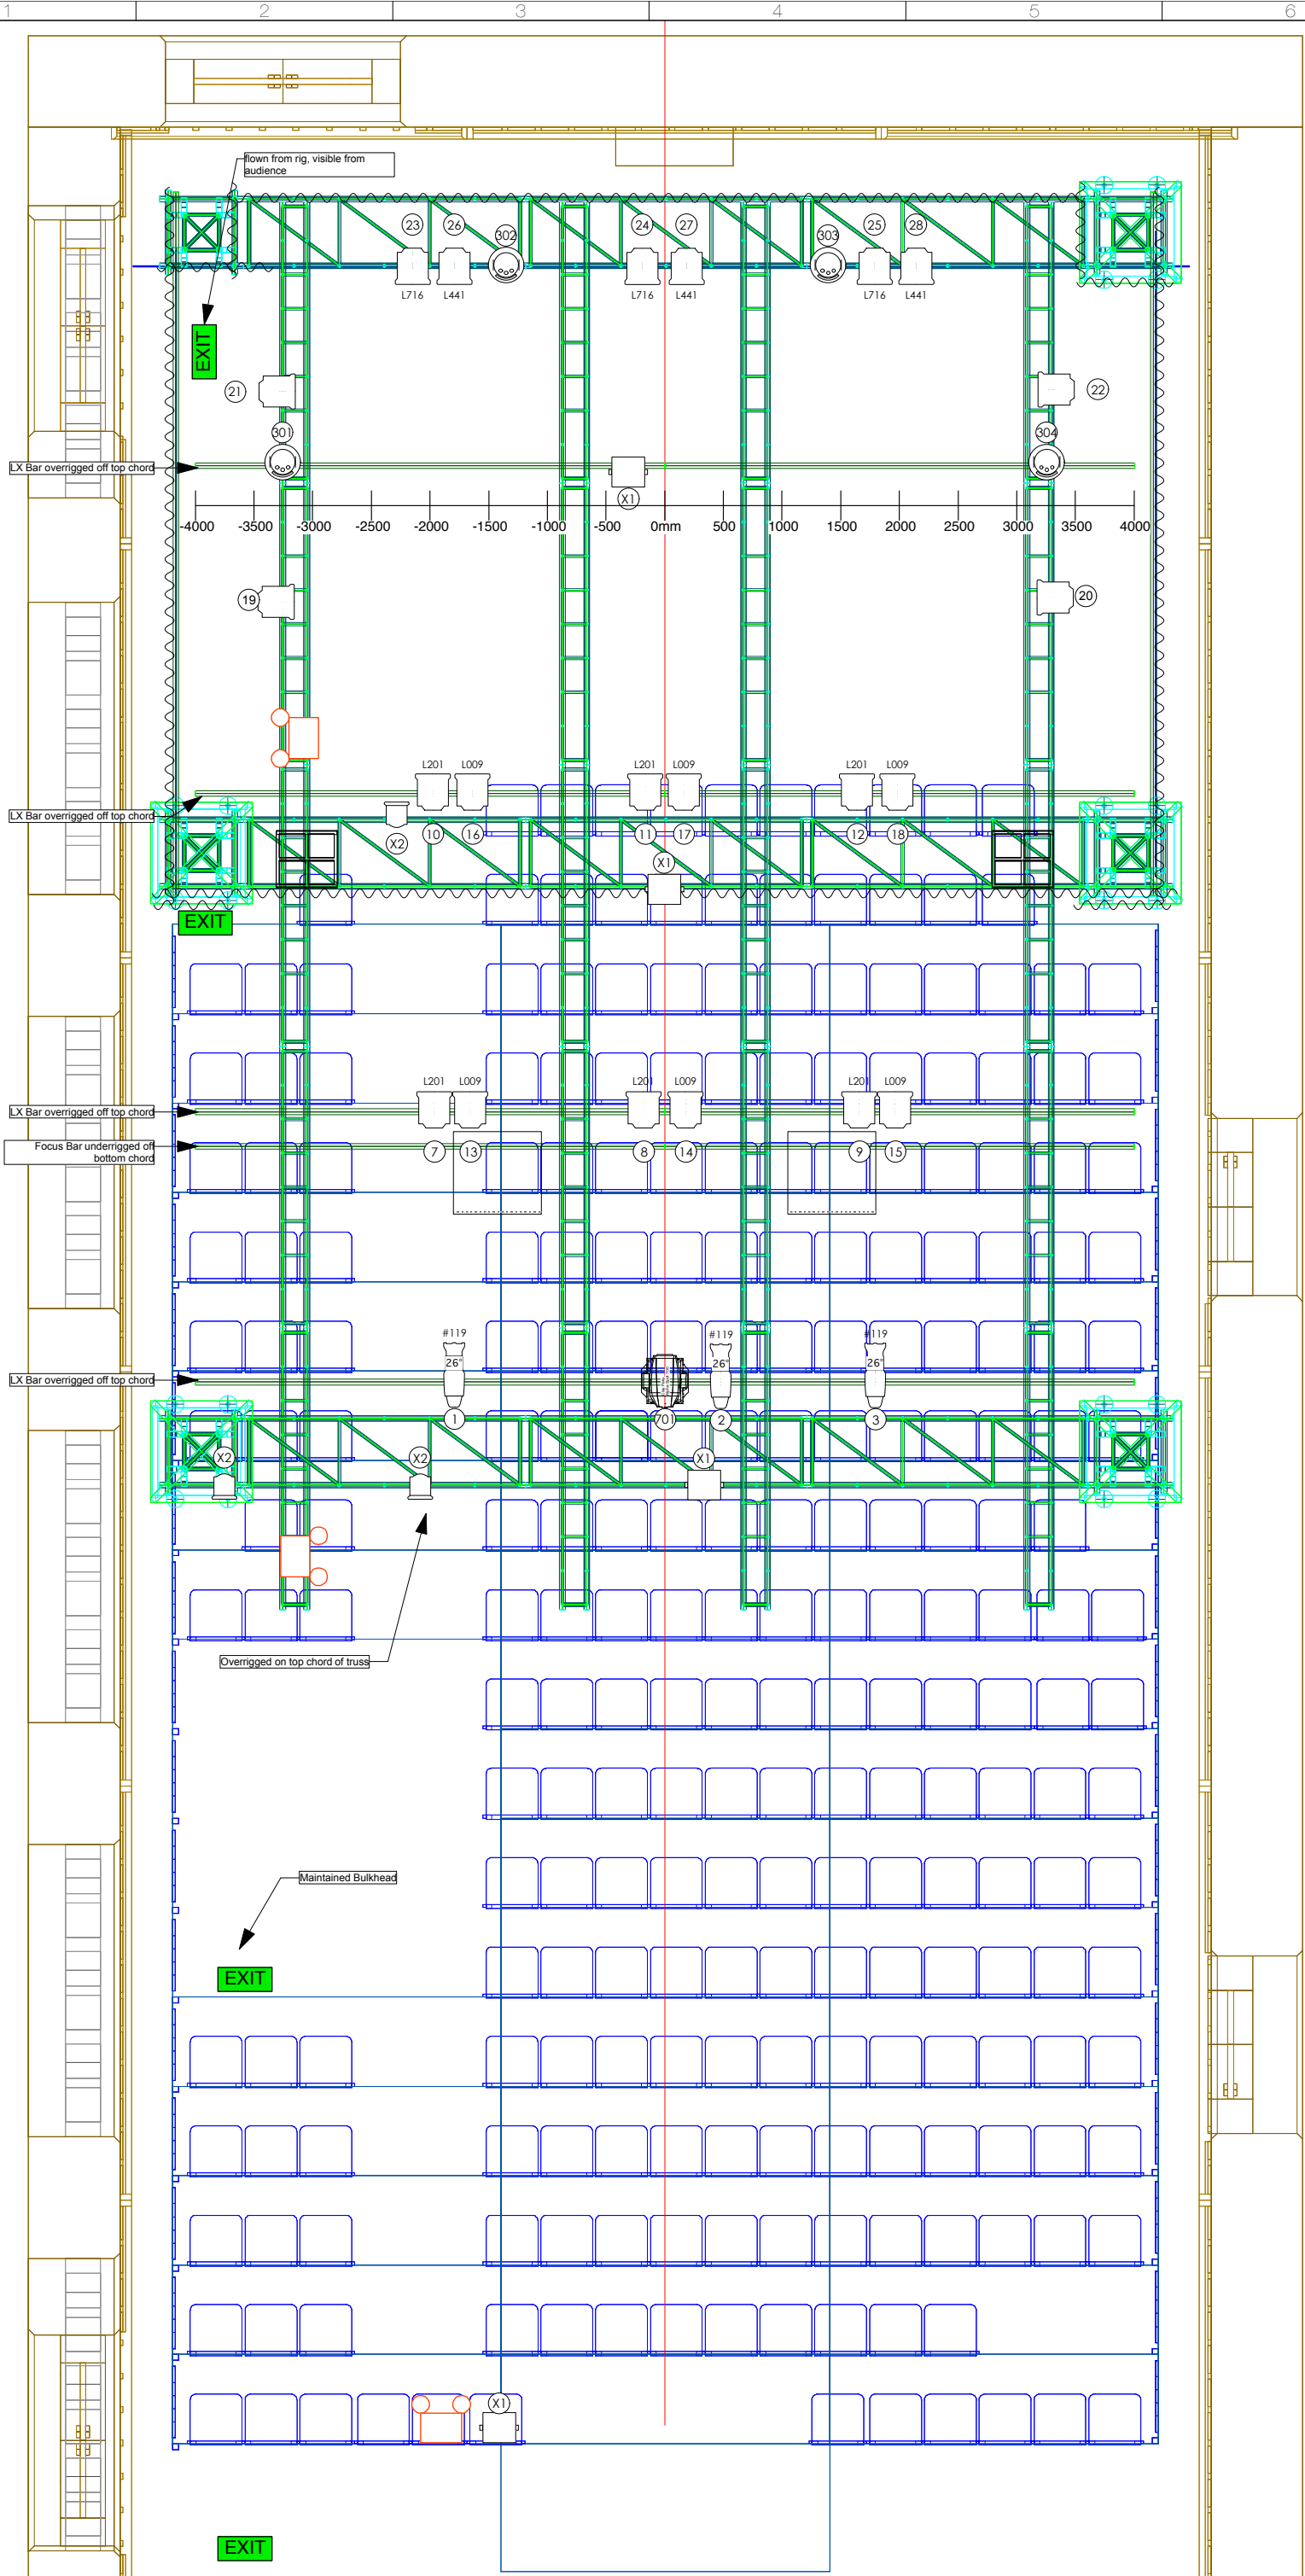 1 2 3 4 5 6
flown from rig, visible from
audience
23 26 302 24 27 303 25 28
L716 L441 L716 L441 L716 L441
EXIT
21 22
301 304
LX Bar overrigged off top chord
X1
-4000 -3500 -3000 -2500 -2000 -1500 -1000 -500 0mm 500 1000 1500 2000 2500 3000 3500 4000
19 20
L201 L009 L201 L009 L201 L009
LX Bar overrigged off top chord
X2 10 16 11 17 12 18
X1
EXIT
L201 L009 L201 L009 L201 L009
LX Bar overrigged off top chord
Focus Bar underrigged off
bottom chord
7 13 8 14 9 15
#119 #119 #119
26° 26° 26°
LX Bar overrigged off top chord
1 701 2 3
X2 X2 X1
Overrigged on top chord of truss
Maintained Bulkhead
EXIT
X1
EXIT